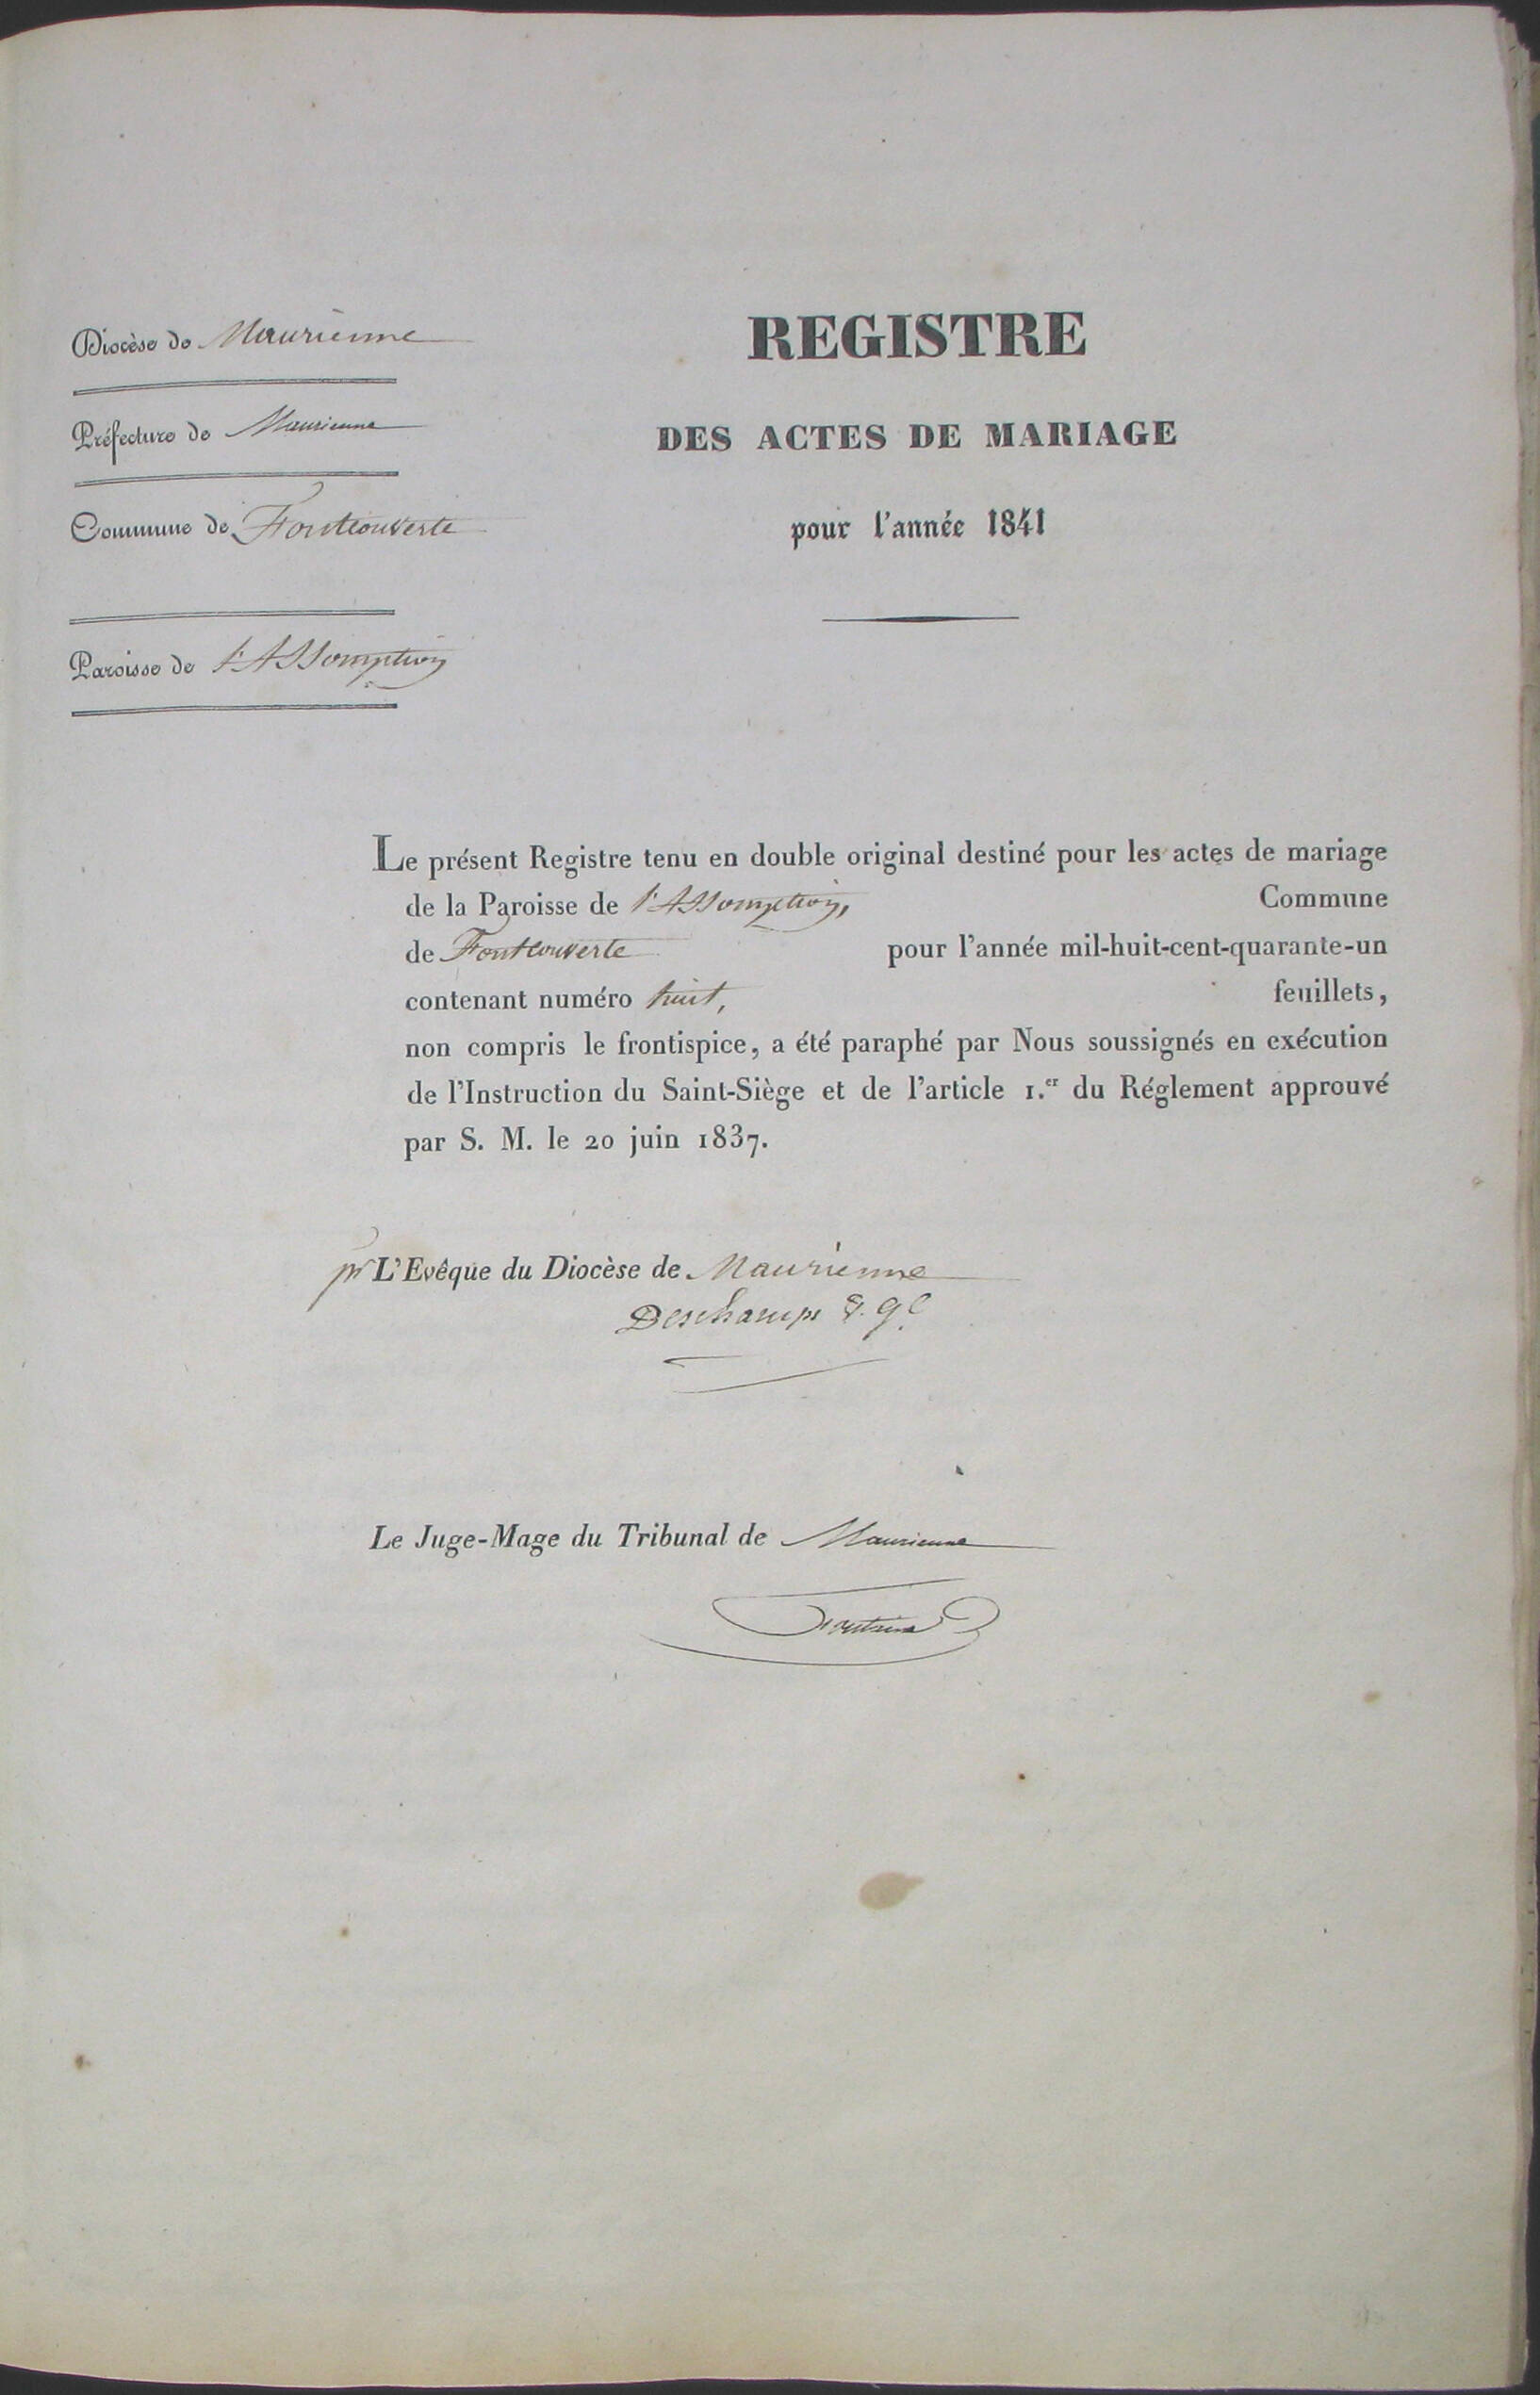 Diocèse de Maurienne
Préfecture de Maurienne
Commune de Fontcouverte
Paroisse de l'Assomption
REGISTRE
DES ACTES DE MARIAGE
pour l'année 1841
Le présent Registre tenu en double original destiné pour les actes de mariage
de la Paroisse de l'Assomption, Commune
de Fontcouverte pour l'année mil-huit-cent-quarante-un
contenant numéro huit, feuillets,
non compris le frontispice, a été paraphé par Nous soussignés en exécution
de l'Instruction du Saint-Siège et de l'article 1.er du Réglement approuvé
par S. M. le 20 juin 1837.
pr L'Evêque du Diocèse de Maurienne
Deschamps
Le Juge-Mage du Tribunal de Maurienne